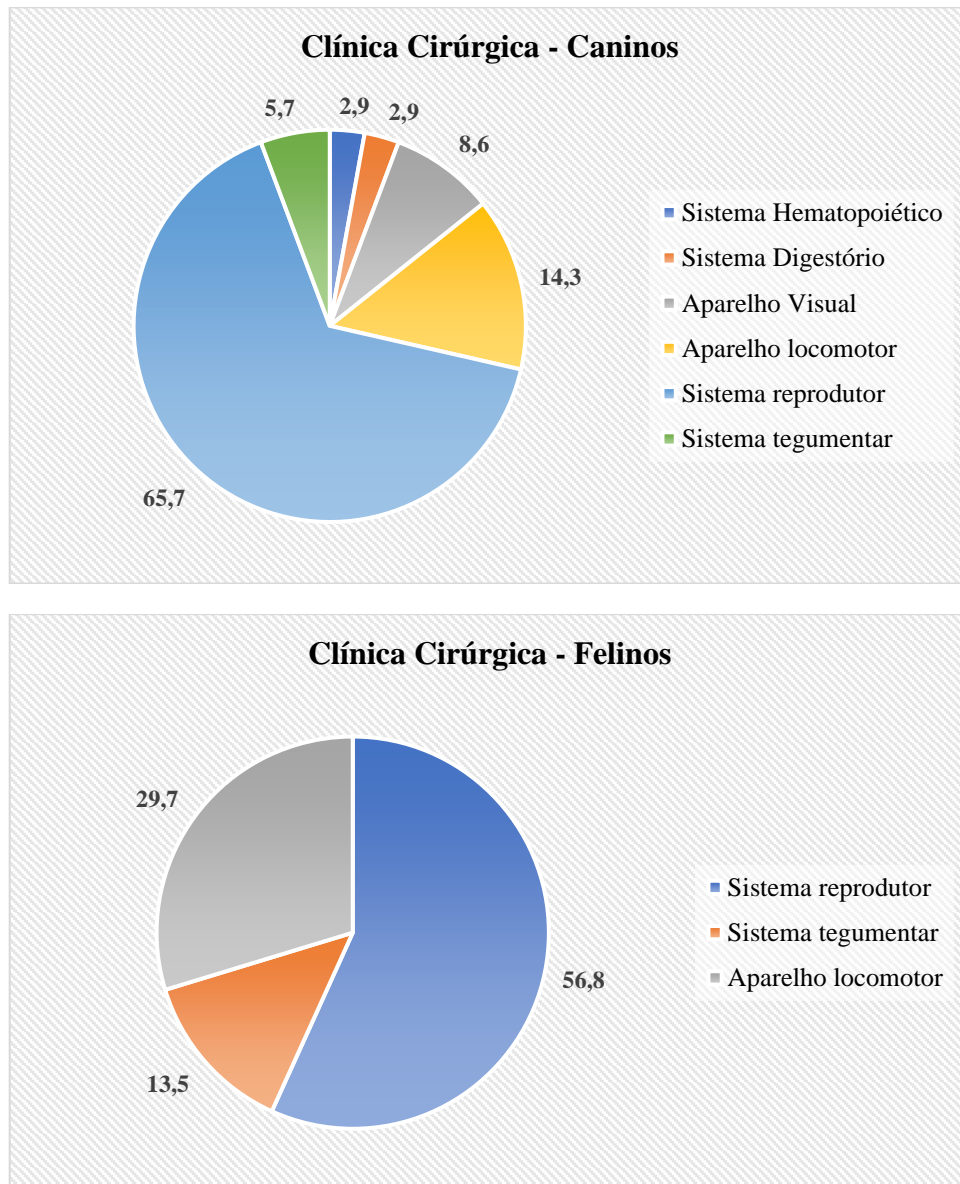 Clínica Cirúrgica - Caninos
5,7
2,9
2,9
8,6
14,3
65,7
Sistema Hematopoiético
Sistema Digestório
Aparelho Visual
Aparelho locomotor
Sistema reprodutor
Sistema tegumentar
Clínica Cirúrgica - Felinos
29,7
56,8
13,5
Sistema reprodutor
Sistema tegumentar
Aparelho locomotor